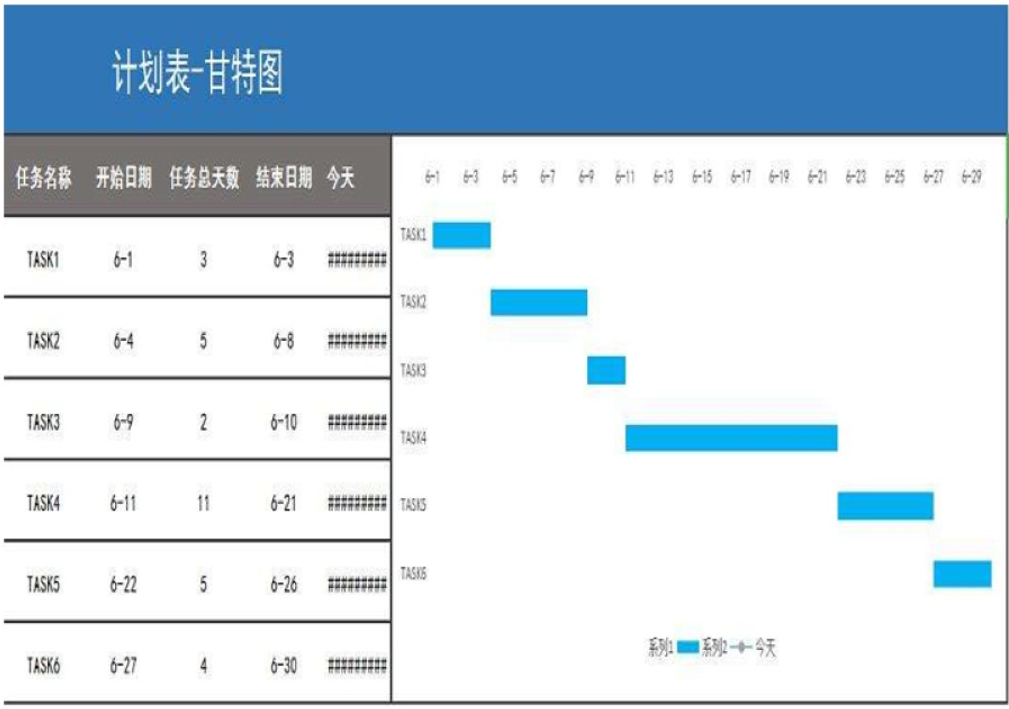 计划表-甘特图
任务名称 开始日期 任务总天数 结束日期 今天
TASK1 6-1 3 6-3 #########
TASK2 6-4 5 6-8 #########
TASK3 6-9 2 6-10 #########
TASK4 6-11 11 6-21 #########
TASK5 6-22 5 6-26 #########
TASK6 6-27 4 6-30 #########
6-1 6-3 6-5 6-7 6-9 6-11 6-13 6-15 6-17 6-19 6-21 6-23 6-25 6-27 6-29
TASK1
TASK2
TASK3
TASK4
TASK5
TASK6
系列1 系列2 今天